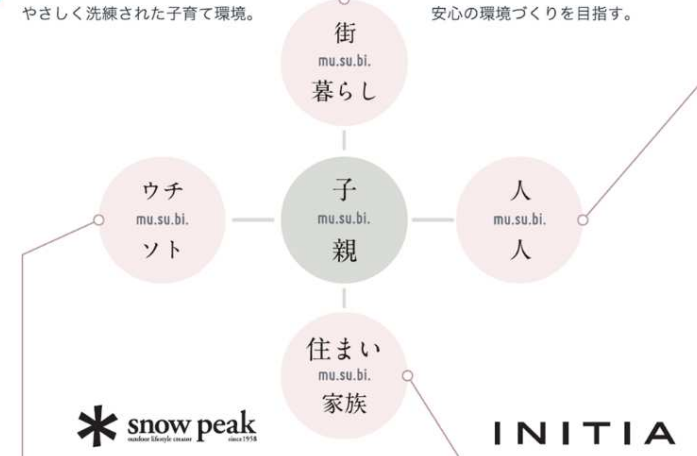 やさしく洗練された子育て環境。
安心の環境づくりを目指す。
街
mu.su.bi.
暮らし
ウチ
mu.su.bi.
ソト
子
mu.su.bi.
親
人
mu.su.bi.
人
住まい
mu.su.bi.
家族
snow peak
outdoor lifestyle creator since1958
INITIA